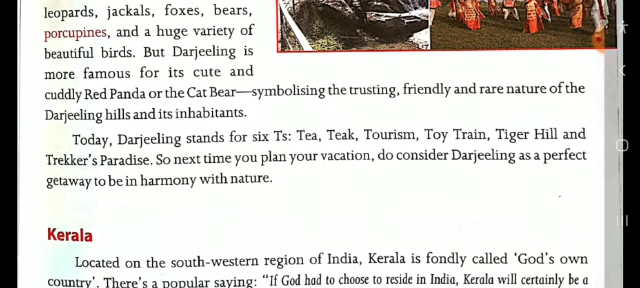 leopards, jackals, foxes, bears,
porcupines, and a huge variety of
beautiful birds. But Darjeeling is
more famous for its cute and
cuddly Red Panda or the Cat Bear—symbolising the trusting, friendly and rare nature of the
Darjeeling hills and its inhabitants.
Today, Darjeeling stands for six Ts: Tea, Teak, Tourism, Toy Train, Tiger Hill and
Trekker's Paradise. So next time you plan your vacation, do consider Darjeeling as a perfect
getaway to be in harmony with nature.
Kerala
Located on the south-western region of India, Kerala is fondly called 'God's own
country'. There's a popular saying: "If God had to choose to reside in India, Kerala will certainly be a